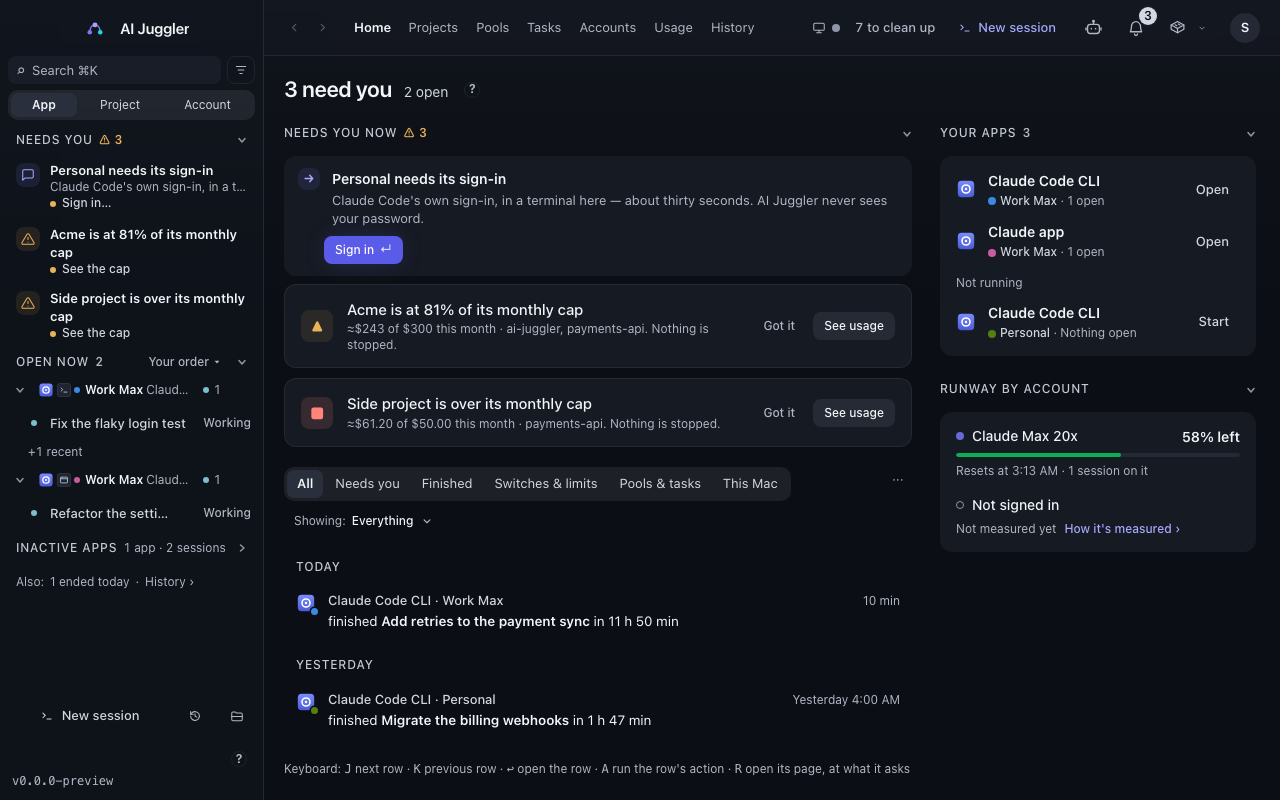 AI Juggler
Search ⌘K
App Project Account
NEEDS YOU 3
Personal needs its sign-in
Claude Code's own sign-in, in a t…
Sign in…
Acme is at 81% of its monthly
cap
See the cap
Side project is over its monthly
cap
See the cap
OPEN NOW 2 Your order
Work Max Claud… 1
Fix the flaky login test Working
+1 recent
Work Max Claud… 1
Refactor the setti… Working
INACTIVE APPS 1 app · 2 sessions
Also: 1 ended today · History ›
New session
?
v0.0.0-preview
Home Projects Pools Tasks Accounts Usage History 7 to clean up New session 3 S
3 need you 2 open ?
NEEDS YOU NOW 3
Personal needs its sign-in
Claude Code's own sign-in, in a terminal here — about thirty seconds. AI Juggler never sees
your password.
Sign in ↵
Acme is at 81% of its monthly cap
≈$243 of $300 this month · ai-juggler, payments-api. Nothing is
stopped.
Got it See usage
Side project is over its monthly cap
≈$61.20 of $50.00 this month · payments-api. Nothing is stopped.
Got it See usage
All Needs you Finished Switches & limits Pools & tasks This Mac …
Showing: Everything
TODAY
Claude Code CLI · Work Max 10 min
finished Add retries to the payment sync in 11 h 50 min
YESTERDAY
Claude Code CLI · Personal Yesterday 4:00 AM
finished Migrate the billing webhooks in 1 h 47 min
Keyboard: J next row · K previous row · ↩ open the row · A run the row's action · R open its page, at what it asks
YOUR APPS 3
Claude Code CLI
Work Max · 1 open
Open
Claude app
Work Max · 1 open
Open
Not running
Claude Code CLI
Personal · Nothing open
Start
RUNWAY BY ACCOUNT
Claude Max 20x 58% left
Resets at 3:13 AM · 1 session on it
Not signed in
Not measured yet How it's measured ›